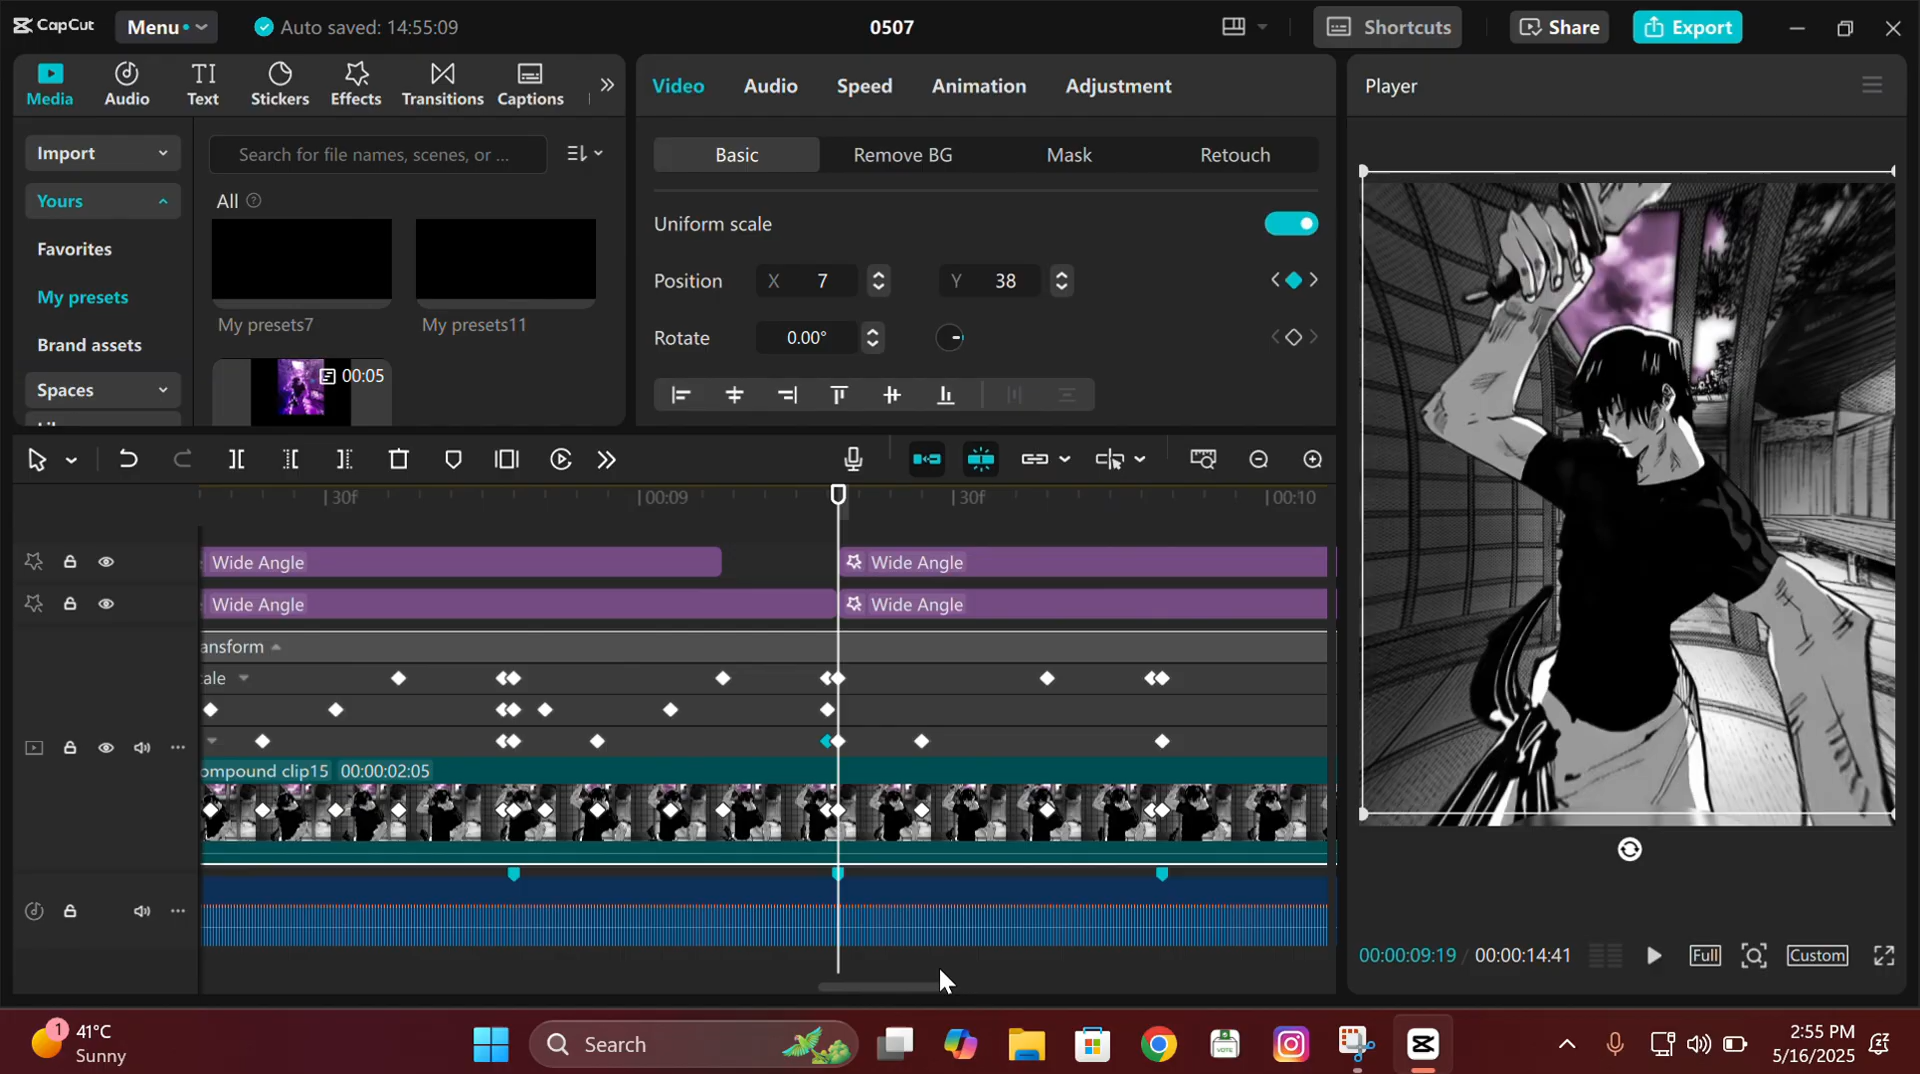 CapCut Menu Auto saved: 14:55:09 0507 Shortcuts Share Export
Media Audio Text Stickers Effects Transitions Captions
Video Audio Speed Animation Adjustment
Player
Import
Search for file names, scenes, or ...
Basic Remove BG Mask Retouch
Yours
All
Uniform scale
Favorites
Position X 7 Y 38
My presets
My presets7 My presets11
Rotate 0.00°
Brand assets
Spaces
00:05
30f 00:09 30f 00:10
Wide Angle Wide Angle
Wide Angle Wide Angle
ansform
cale
ompound clip15 00:00:02:05
00:00:09:19 / 00:00:14:41 Full Custom
1 41°C
Sunny
Search
VOTE
2:55 PM
5/16/2025